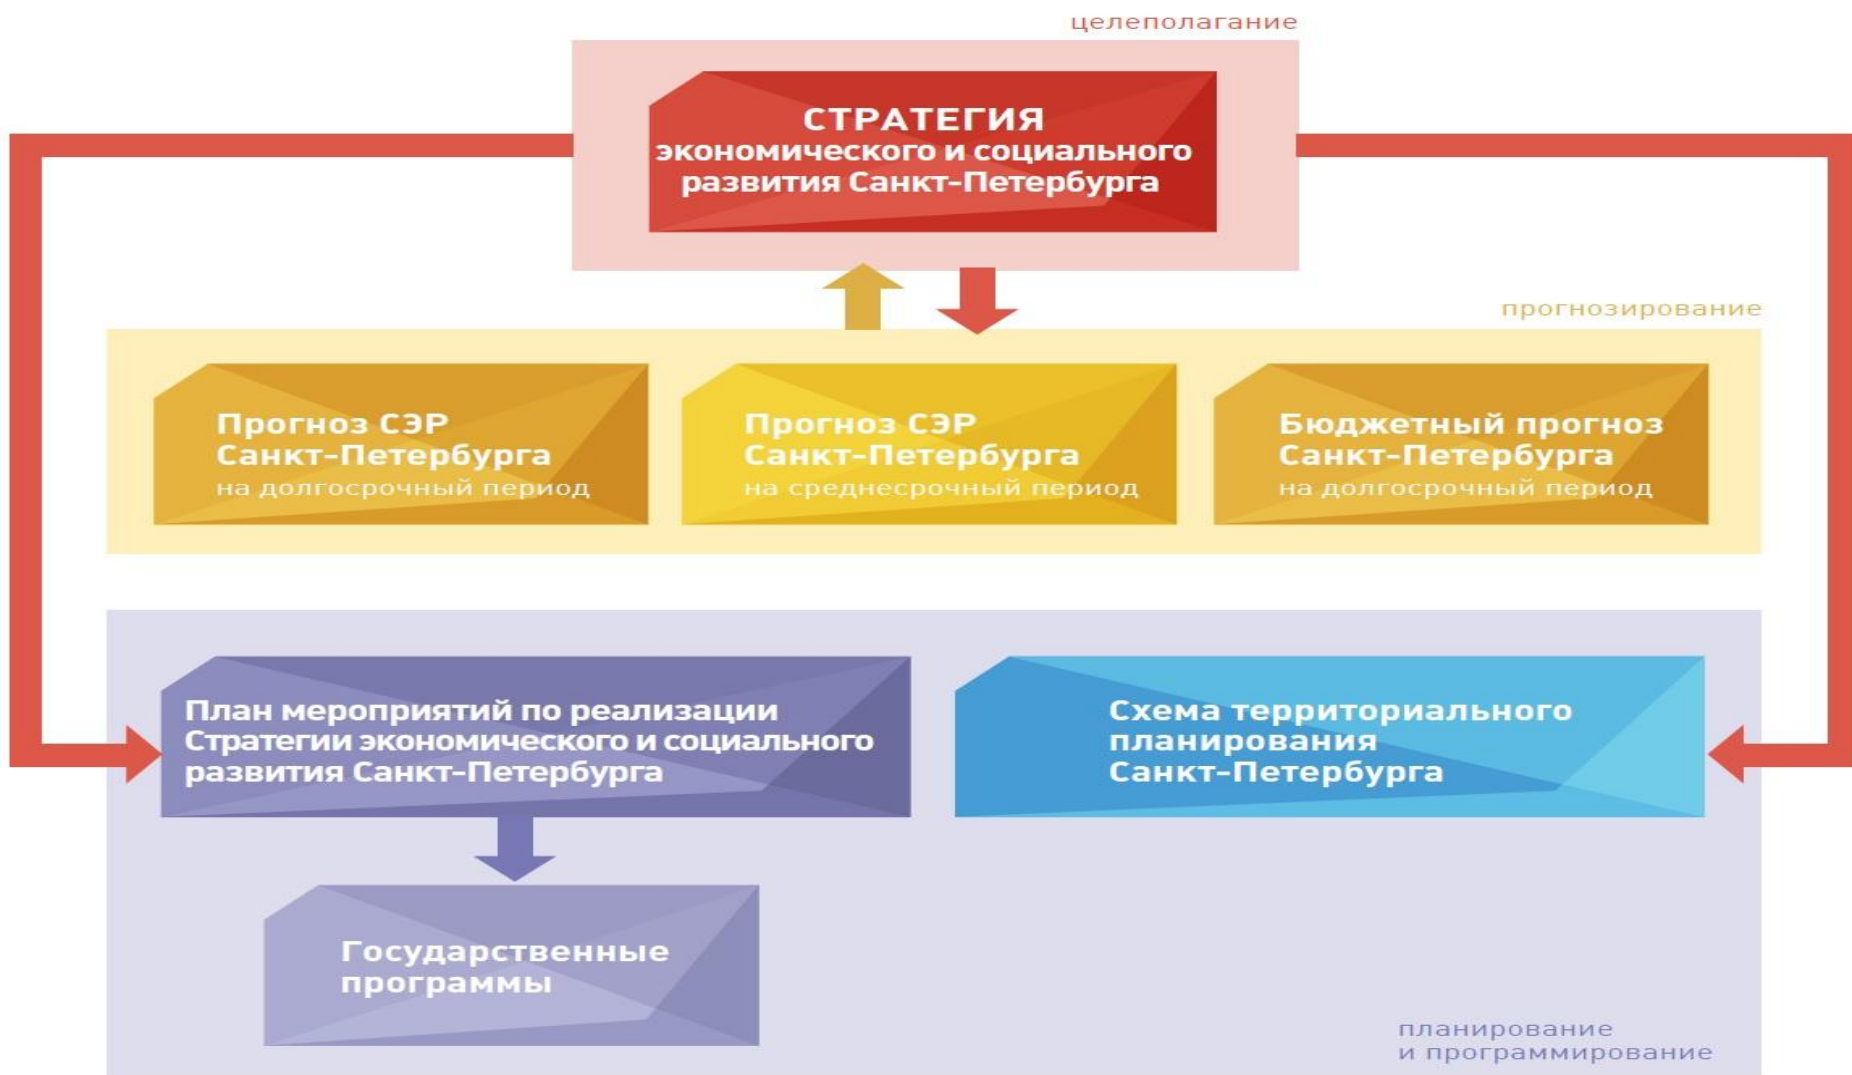 целеполагание
СТРАТЕГИЯ
экономического и социального
развития Санкт-Петербурга
прогнозирование
Прогноз СЭР
Санкт-Петербурга
на долгосрочный период
Прогноз СЭР
Санкт-Петербурга
на среднесрочный период
Бюджетный прогноз
Санкт-Петербурга
на долгосрочный период
План мероприятий по реализации
Стратегии экономического и социального
развития Санкт-Петербурга
Схема территориального
планирования
Санкт-Петербурга
Государственные
программы
планирование
и программирование